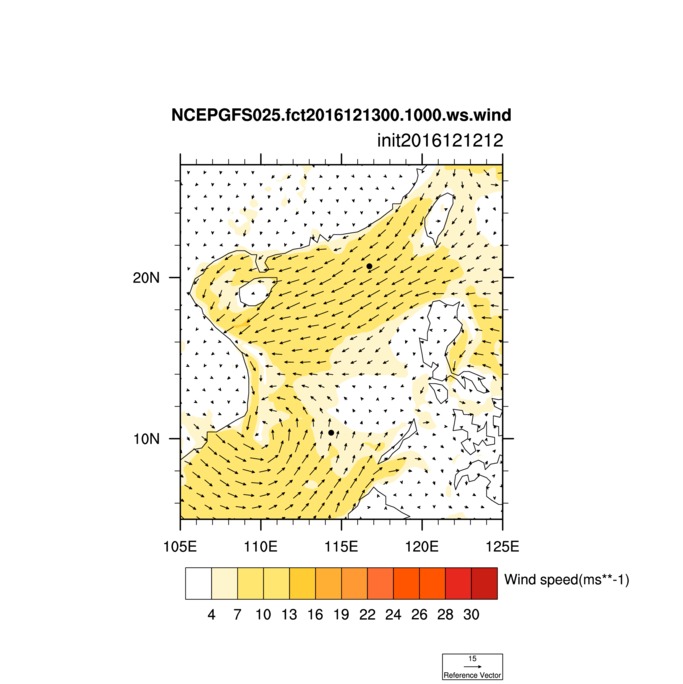 NCEPGFS025.fct2016121300.1000.ws.wind
init2016121212
20N
10N
105E 110E 115E 120E 125E
Wind speed(ms**-1)
4 7 10 13 16 19 22 24 26 28 30
15
Reference Vector